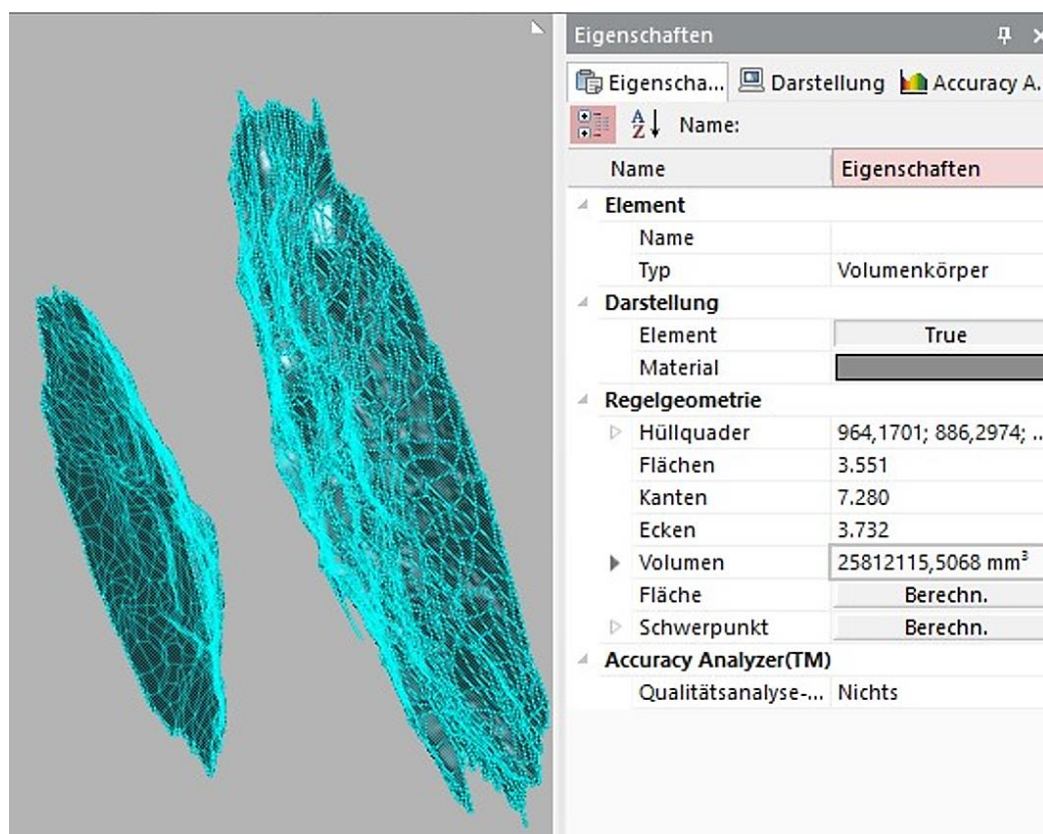 Eigenschaften
Eigenscha... Darstellung Accuracy A.
Name:
Name Eigenschaften
Element
Name
Typ Volumenkörper
Darstellung
Element True
Material
Regelgeometrie
Hüllquader 964,1701; 886,2974; ..
Flächen 3.551
Kanten 7.280
Ecken 3.732
Volumen 25812115,5068 mm³
Fläche Berechn.
Schwerpunkt Berechn.
Accuracy Analyzer(TM)
Qualitätsanalyse-... Nichts